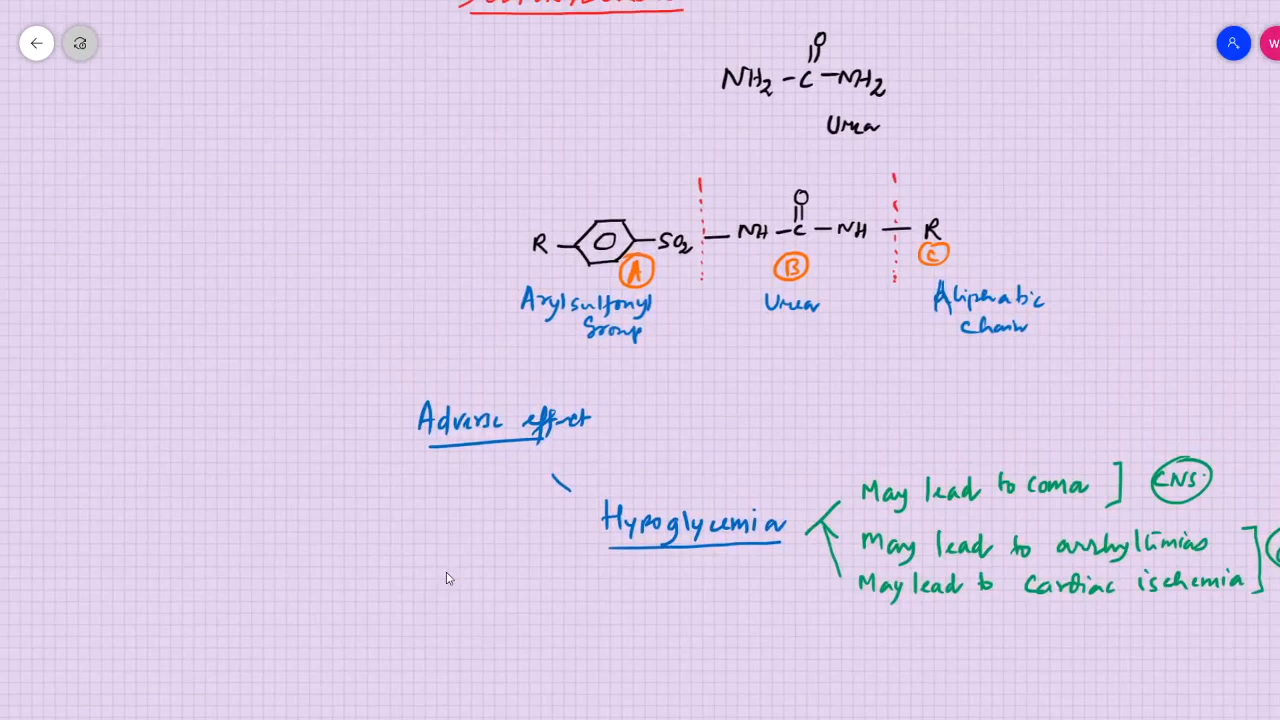 O
NH2 - C - NH2
Urea
O
R - SO2 - NH - C - NH - R
A B C
Arylsulfonyl Group
Urea
Aliphatic chain
Adverse effect
Hypoglycemia
May lead to coma ] CNS
May lead to arrhytmias
May lead to cardiac ischemia
W